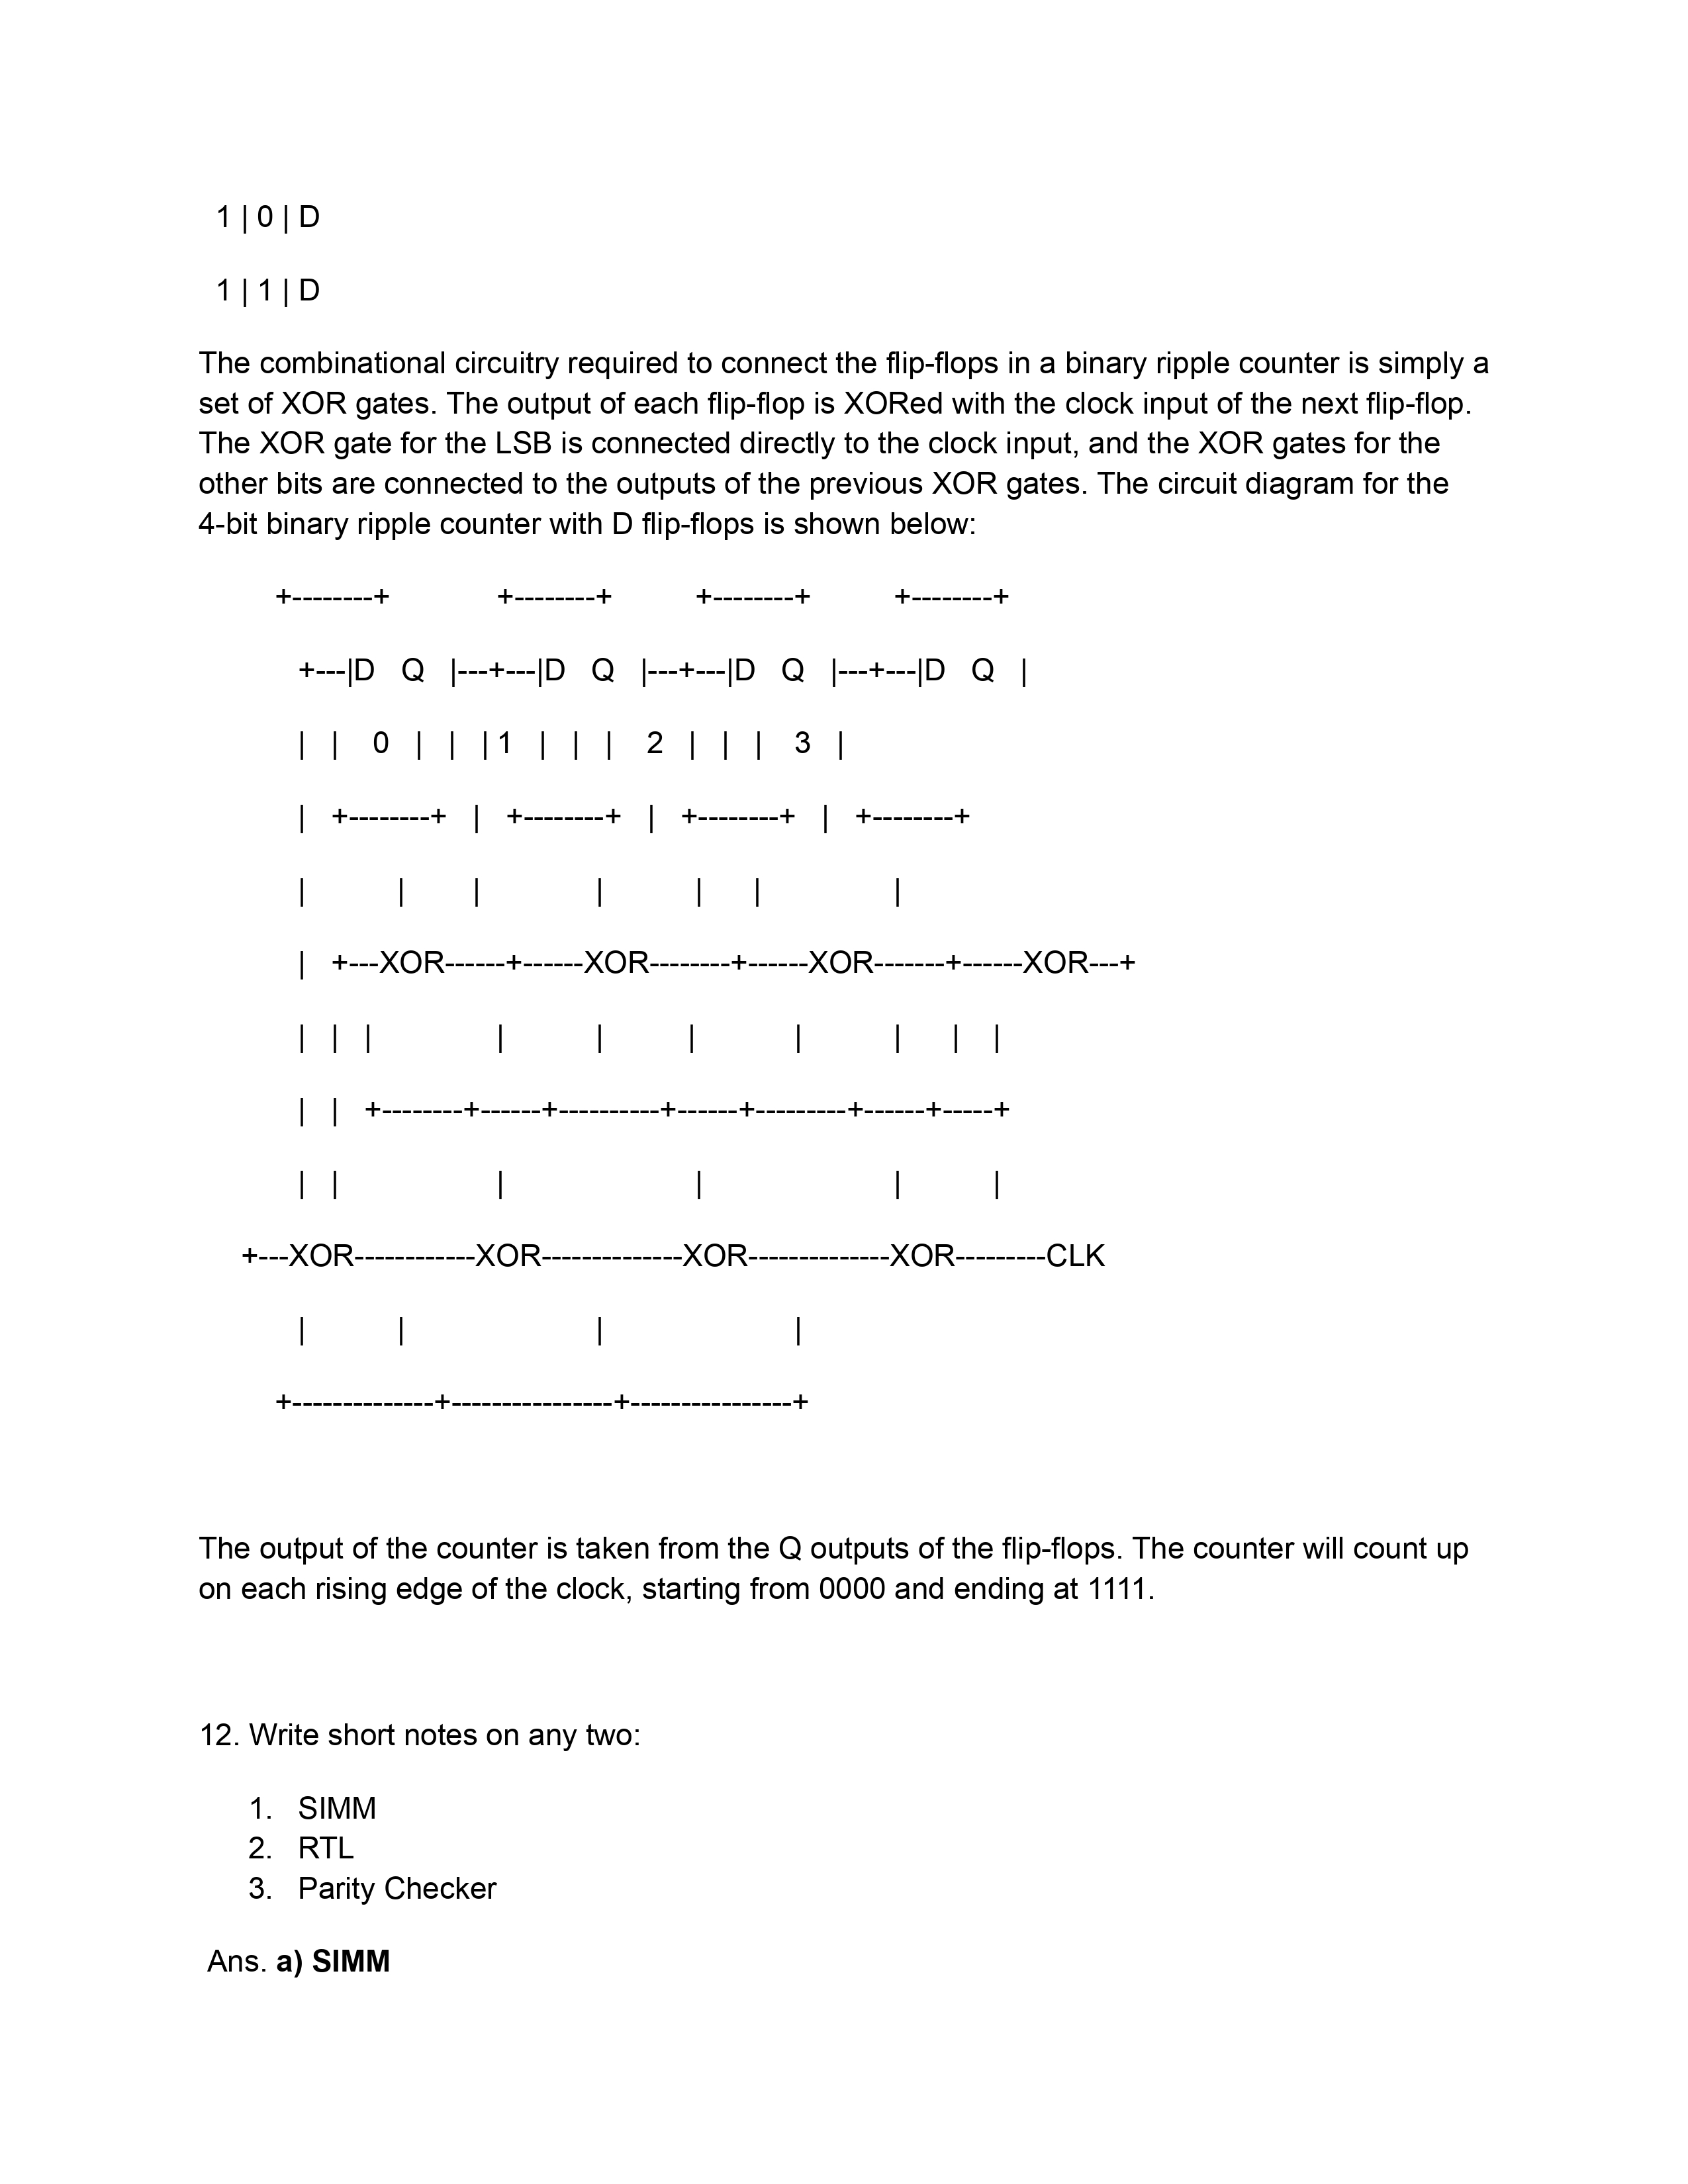 1 | 0 | D
1 | 1 | D
The combinational circuitry required to connect the flip-flops in a binary ripple counter is simply a
set of XOR gates. The output of each flip-flop is XORed with the clock input of the next flip-flop.
The XOR gate for the LSB is connected directly to the clock input, and the XOR gates for the
other bits are connected to the outputs of the previous XOR gates. The circuit diagram for the
4-bit binary ripple counter with D flip-flops is shown below:
+--------+ +--------+ +--------+ +--------+
+---|D Q |---+---|D Q |---+---|D Q |---+---|D Q |
| | 0 | | | 1 | | | 2 | | | 3 |
| +--------+ | +--------+ | +--------+ | +--------+
| | | | | | |
| +---XOR------+------XOR--------+------XOR-------+------XOR---+
| | | | | | | | | |
| | +--------+------+----------+------+---------+------+-----+
| | | | | |
+---XOR------------XOR--------------XOR--------------XOR---------CLK
| | | |
+--------------+----------------+----------------+
The output of the counter is taken from the Q outputs of the flip-flops. The counter will count up
on each rising edge of the clock, starting from 0000 and ending at 1111.
12. Write short notes on any two:
1. SIMM
2. RTL
3. Parity Checker
Ans. a) SIMM